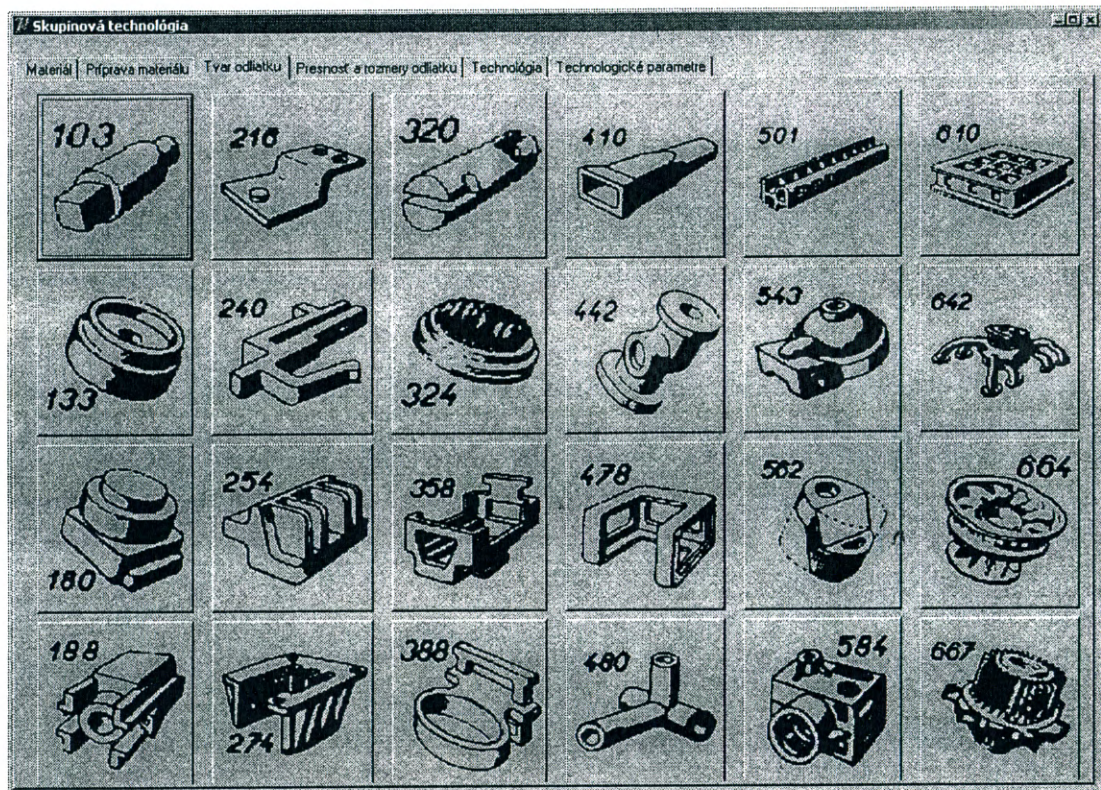 Skupinová technológia
Materiál Príprava materiálu Tvar odliatku Presnosť a rozmery odliatku Technológia Technologické parametre
103 216 320 410 501 610
133 240 324 442 543 642
180 254 358 478 562 664
188 274 388 480 584 667